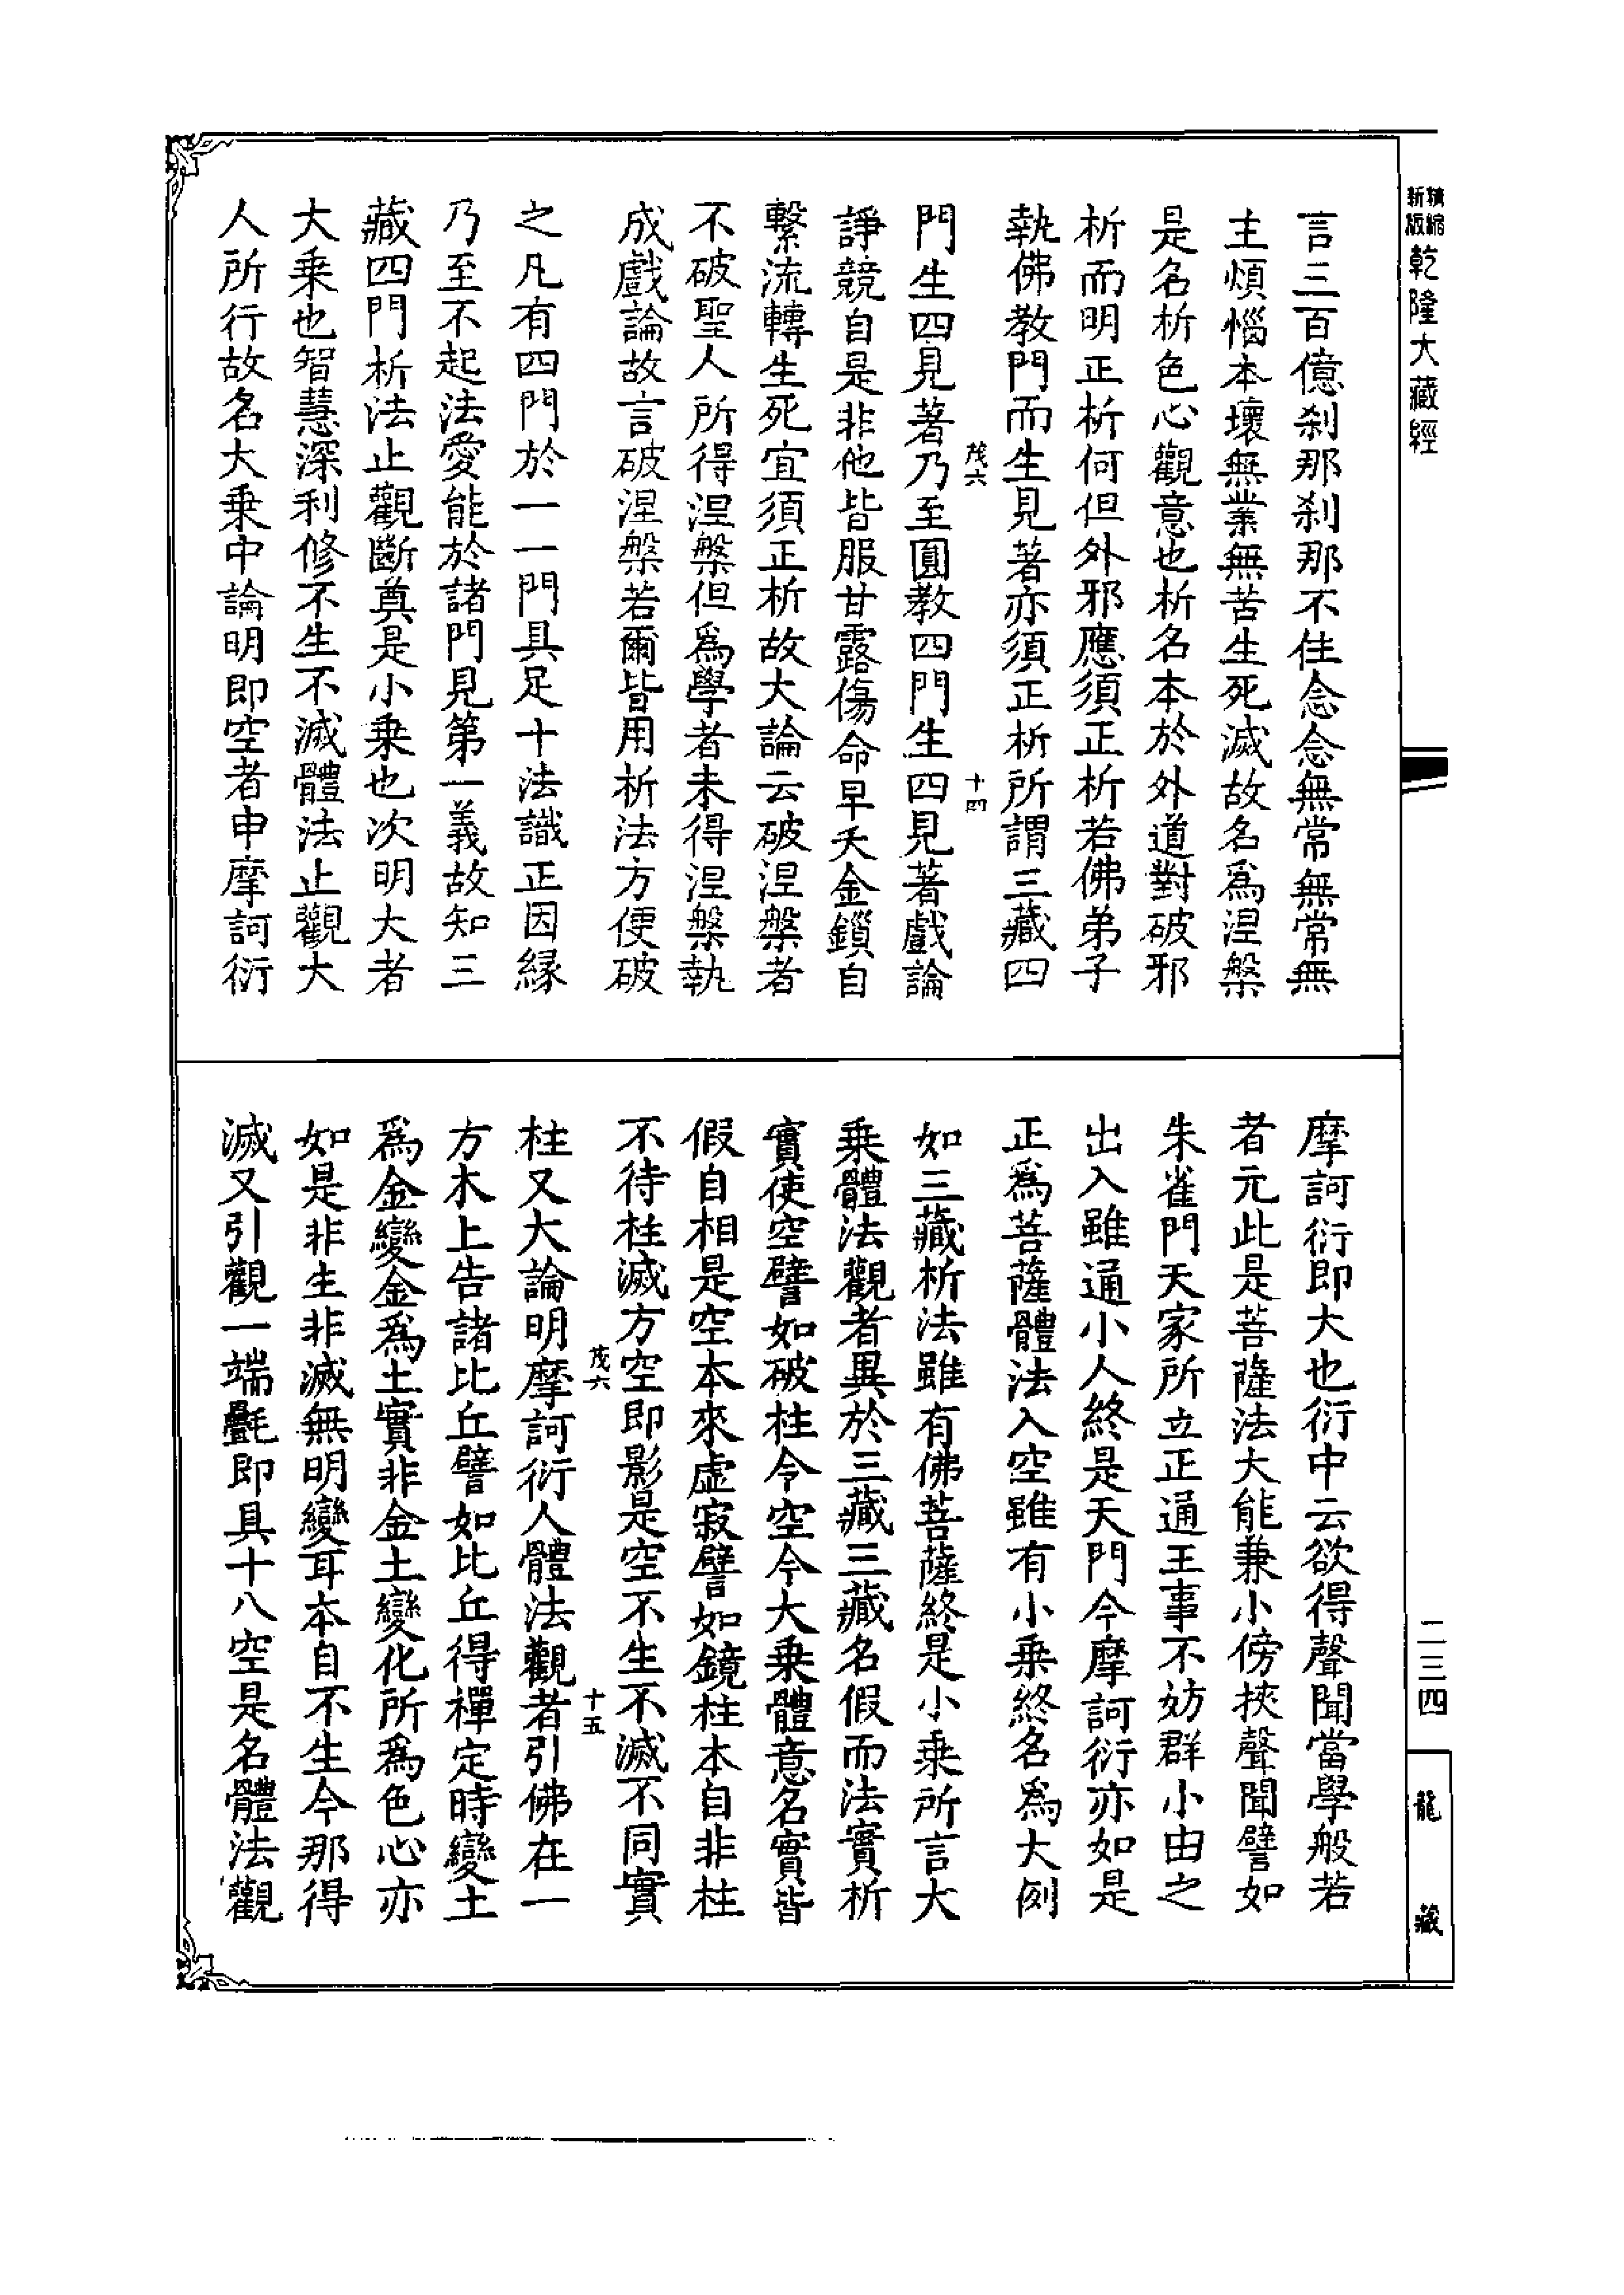 新版
精縮
乾隆大藏經
言三百億剎那剎那不住念念無常無常無
主煩惱本壞無業無苦生死滅故名爲涅槃
是名析色心觀意也析名本於外道對破邪
析而明正析何但外邪應須正析若佛弟子
執佛教門而生見著亦須正析所謂三藏四
茂六
十四
門生四見著乃至圓教四門生四見著戲論
諍競自是非他皆服甘露傷命早夭金鎖自
繫流轉生死宜須正析故大論云破涅槃者
不破聖人所得涅槃但爲學者未得涅槃執
成戲論故言破涅槃若爾皆用析法方便破
之凡有四門於一一門具足十法識正因緣
乃至不起法愛能於諸門見第一義故知三
藏四門析法止觀斷奠是小乘也次明大者
大乘也智慧深利修不生不滅體法止觀大
人所行故名大乘中論明即空者申摩訶衍
摩訶衍即大也衍中云欲得聲聞當學般若
者元此是菩薩法大能兼小傍挾聲聞譬如
朱雀門天家所立正通王事不妨群小由之
出入雖通小人終是天門今摩訶衍亦如是
正爲菩薩體法入空雖有小乘終名爲大例
如三藏析法雖有佛菩薩終是小乘所言大
乘體法觀者異於三藏三藏名假而法實析
實使空譬如破柱令空今大乘體意名實皆
假自相是空本來虛寂譬如鏡柱本自非柱
不待柱滅方空即影是空不生不滅不同實
茂六
十五
柱又大論明摩訶衍人體法觀者引佛在一
方木上告諸比丘譬如比丘得禪定時變土
爲金變金爲土實非金土變化所爲色心亦
如是非生非滅無明變耳本自不生今那得
滅又引觀一端㲲即具十八空是名體法觀
二三四
龍藏